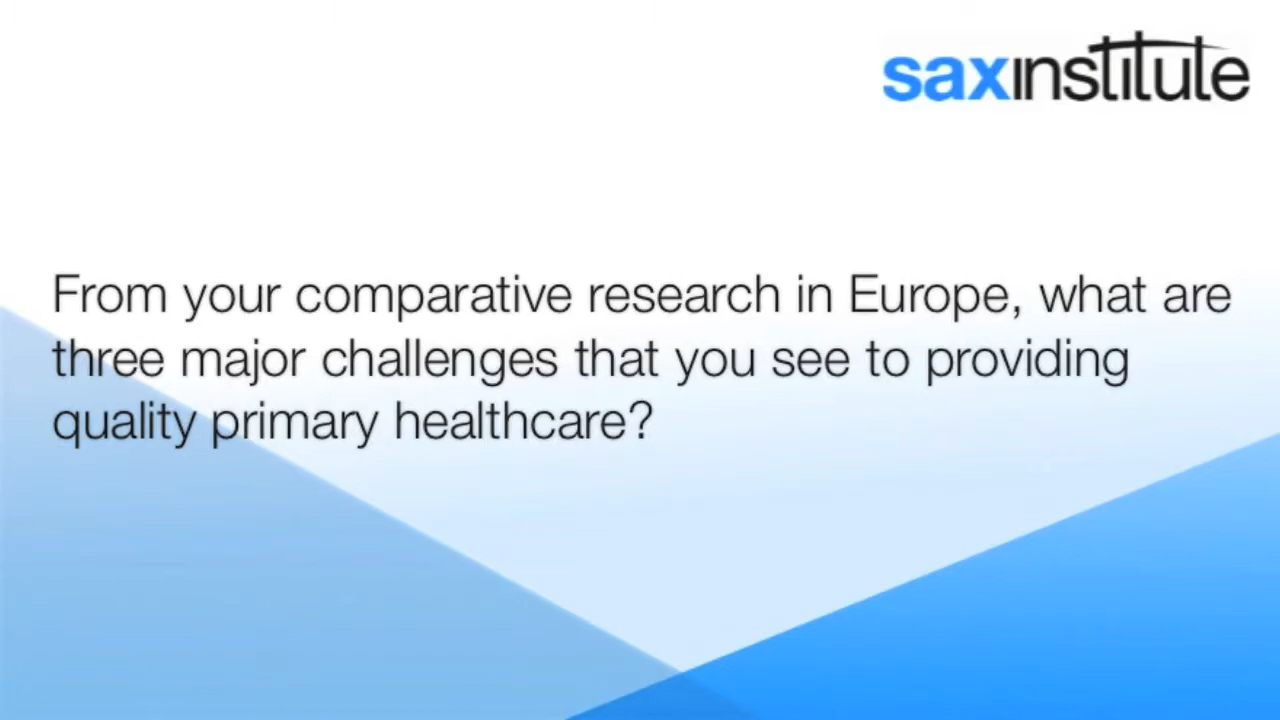 saxinstitute
From your comparative research in Europe, what are
three major challenges that you see to providing
quality primary healthcare?